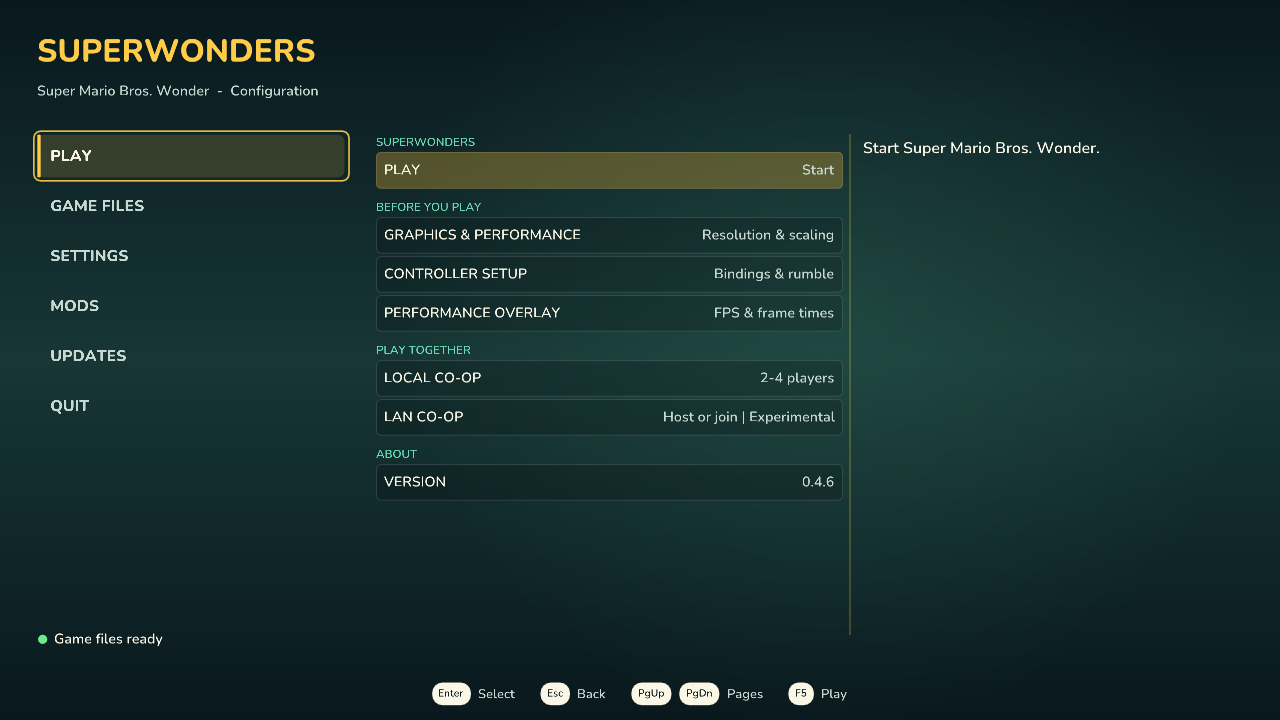 SUPERWONDERS
Super Mario Bros. Wonder - Configuration
PLAY
GAME FILES
SETTINGS
MODS
UPDATES
QUIT
Game files ready
SUPERWONDERS
PLAY Start
BEFORE YOU PLAY
GRAPHICS & PERFORMANCE Resolution & scaling
CONTROLLER SETUP Bindings & rumble
PERFORMANCE OVERLAY FPS & frame times
PLAY TOGETHER
LOCAL CO-OP 2-4 players
LAN CO-OP Host or join | Experimental
ABOUT
VERSION 0.4.6
Start Super Mario Bros. Wonder.
Enter Select Esc Back PgUp PgDn Pages F5 Play